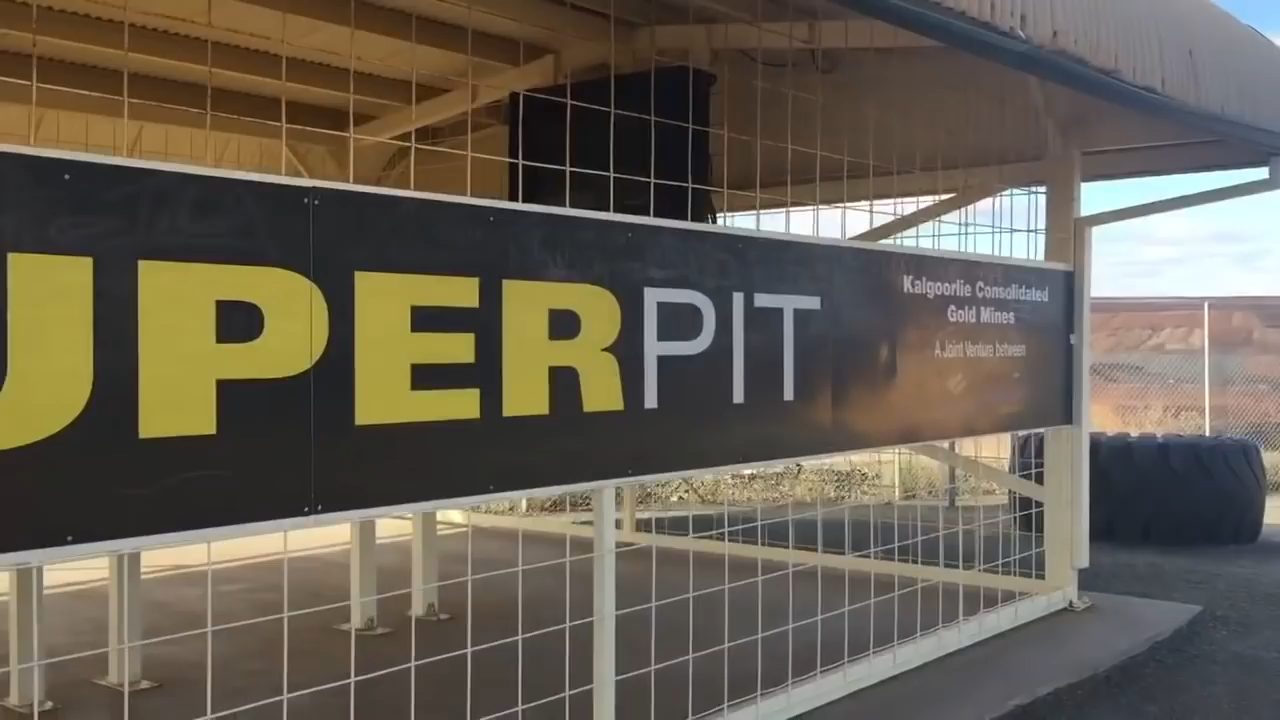 UPERPIT
Kalgoorlie Consolidated
Gold Mines
A Joint Venture between